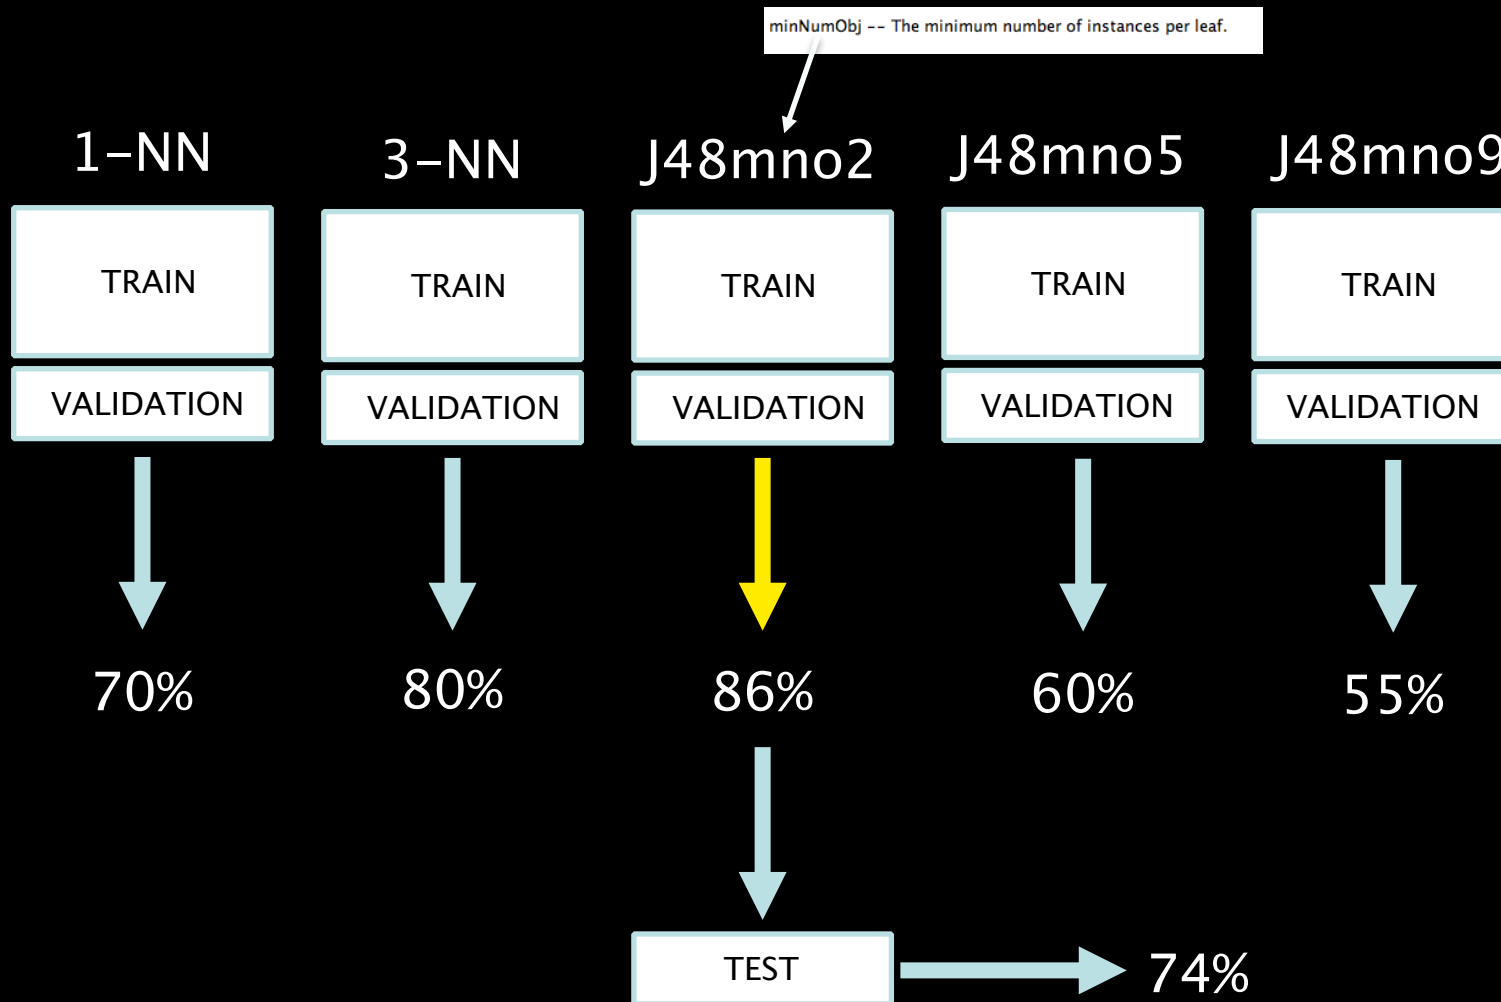 minNumObj -- The minimum number of instances per leaf.
1-NN
3-NN
J48mno2
J48mno5
J48mno9
TRAIN
TRAIN
TRAIN
TRAIN
TRAIN
VALIDATION
VALIDATION
VALIDATION
VALIDATION
VALIDATION
70%
80%
86%
60%
55%
TEST
74%